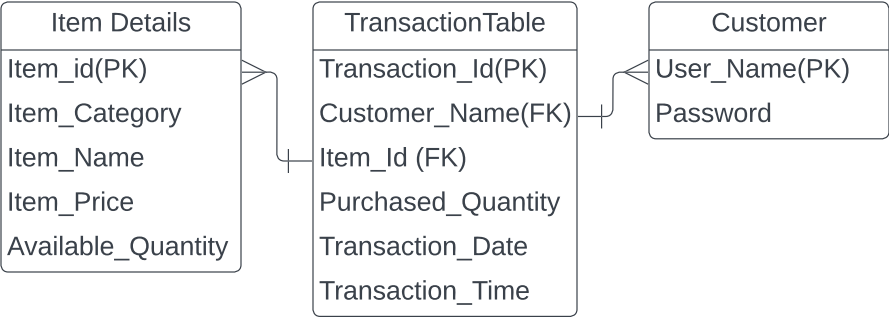 Item Details
Item_id(PK)
Item_Category
Item_Name
Item_Price
Available_Quantity
TransactionTable
Transaction_Id(PK)
Customer_Name(FK)
Item_Id (FK)
Purchased_Quantity
Transaction_Date
Transaction_Time
Customer
User_Name(PK)
Password